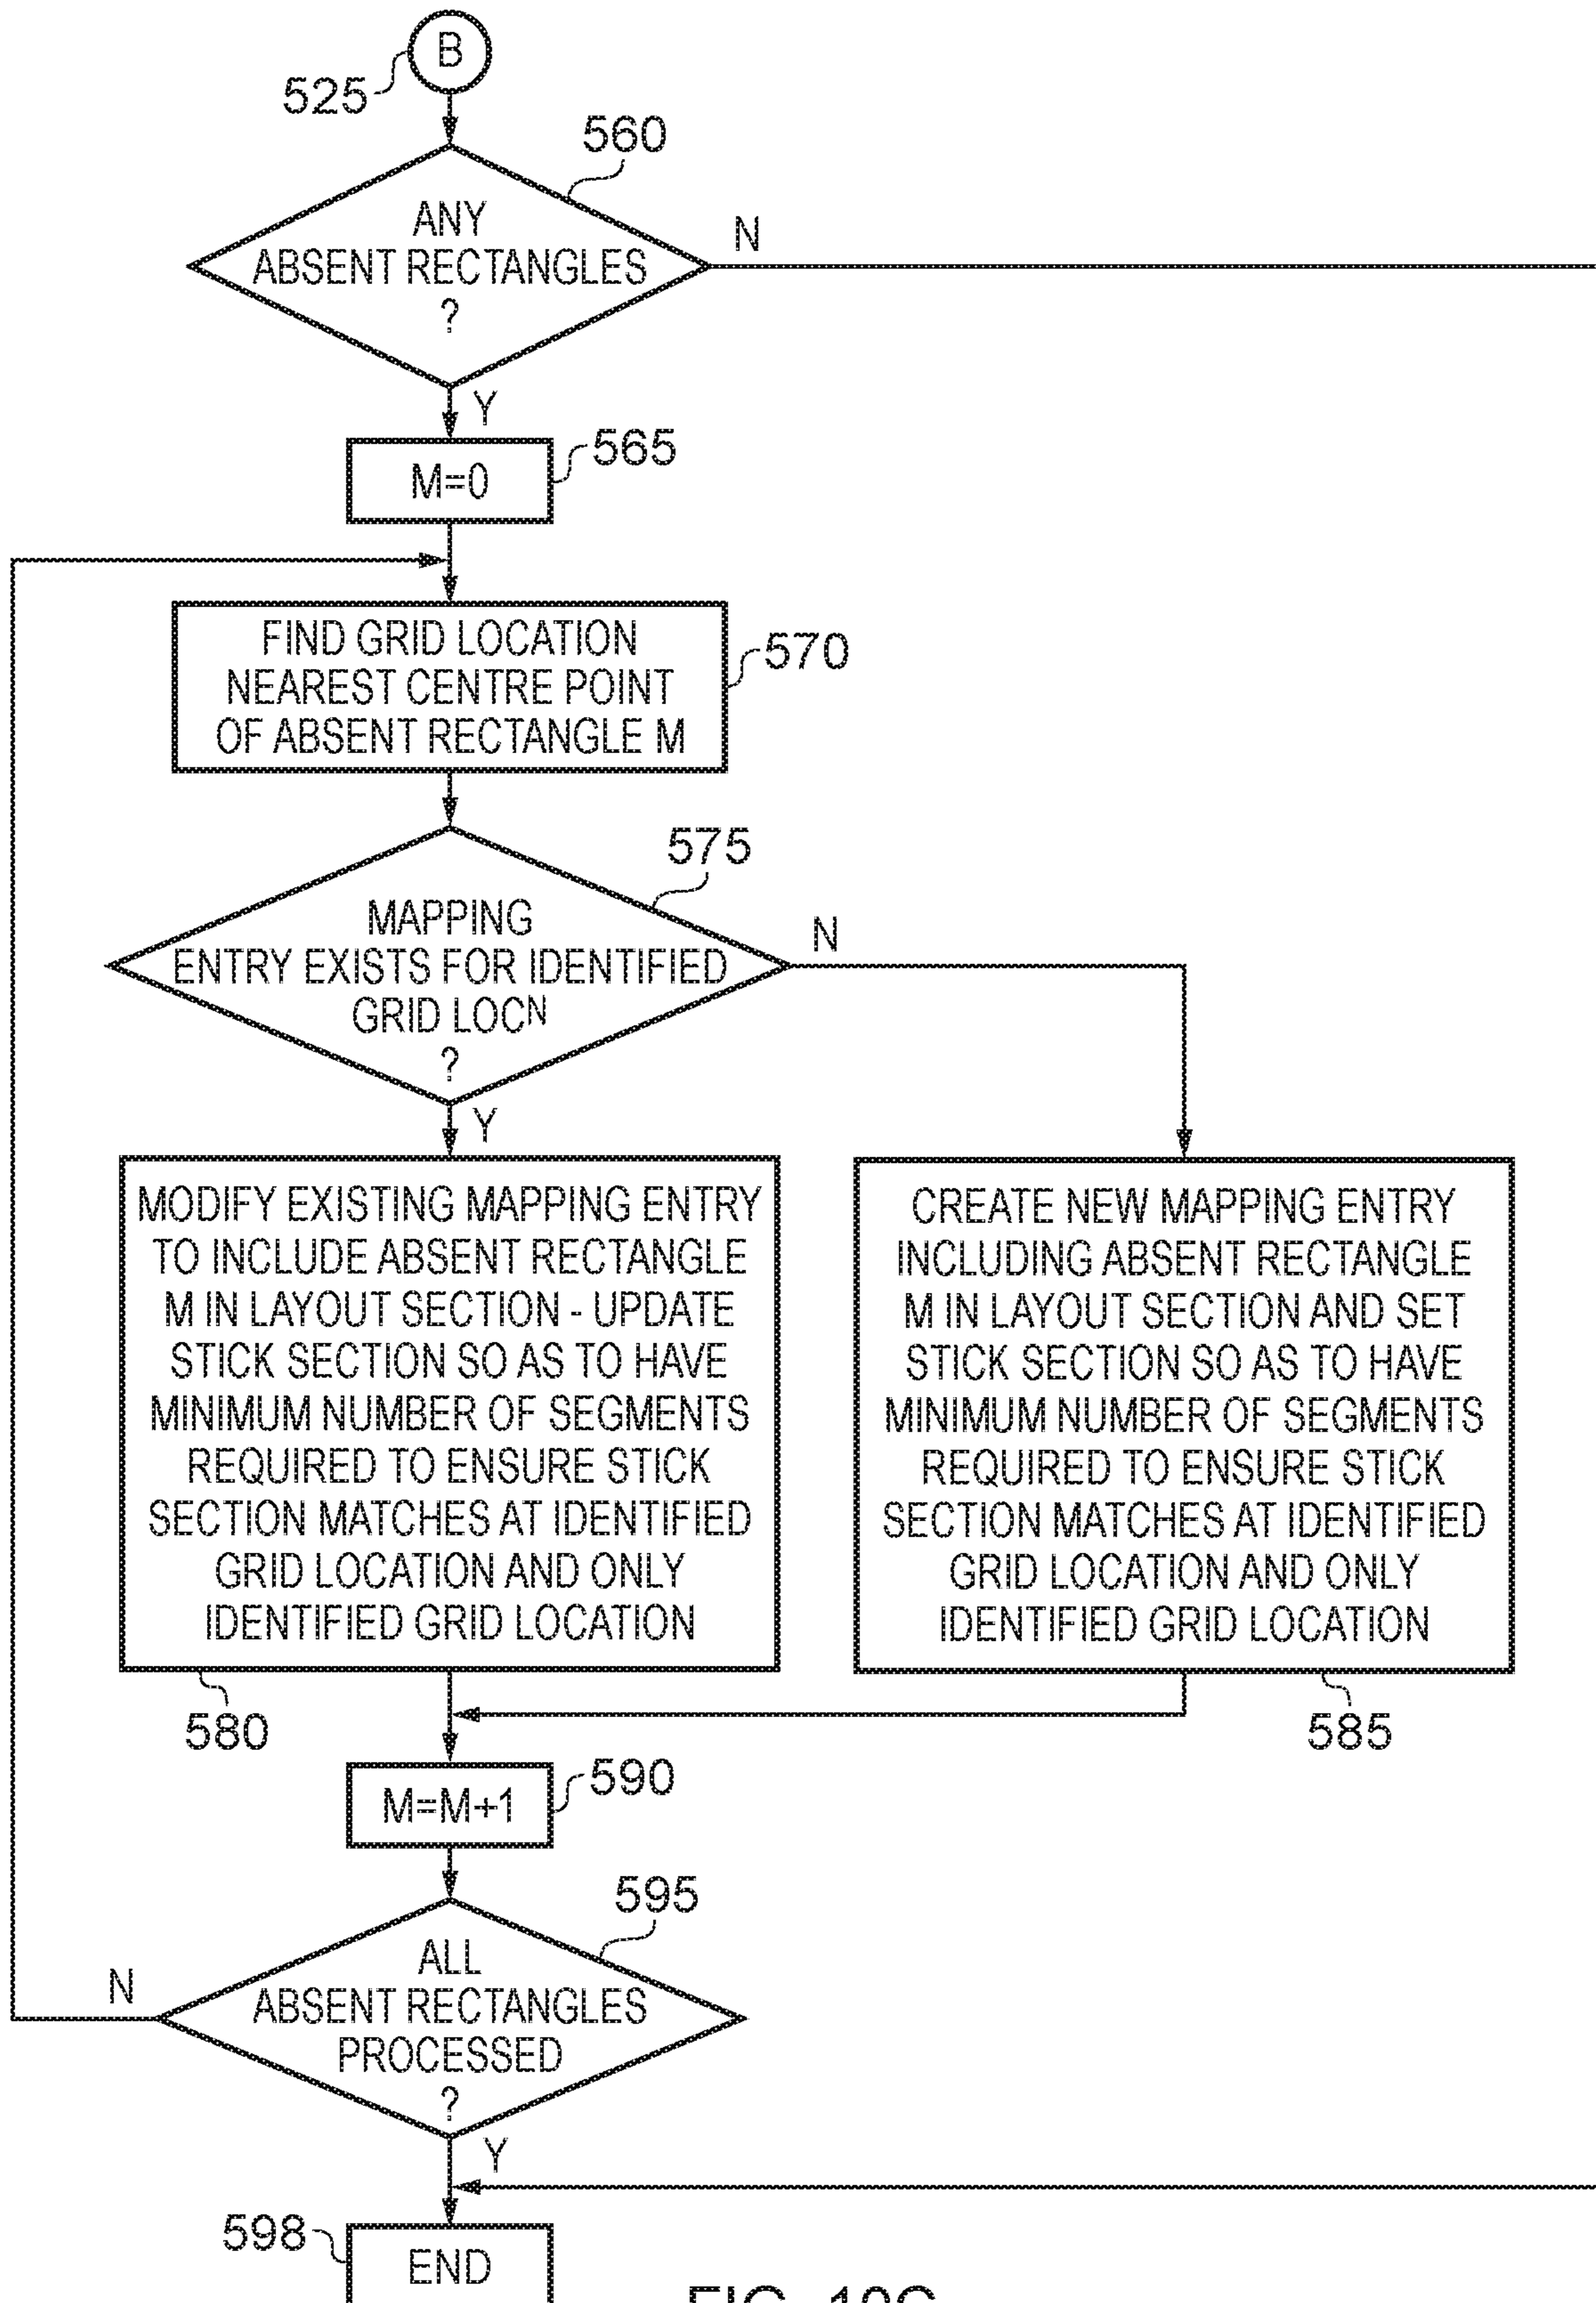 B
525
560
ANY
ABSENT RECTANGLES
?
N
Y
565
M=0
FIND GRID LOCATION
NEAREST CENTRE POINT
OF ABSENT RECTANGLE M
570
575
MAPPING
ENTRY EXISTS FOR IDENTIFIED
GRID LOCN
?
N
Y
MODIFY EXISTING MAPPING ENTRY
TO INCLUDE ABSENT RECTANGLE
M IN LAYOUT SECTION - UPDATE
STICK SECTION SO AS TO HAVE
MINIMUM NUMBER OF SEGMENTS
REQUIRED TO ENSURE STICK
SECTION MATCHES AT IDENTIFIED
GRID LOCATION AND ONLY
IDENTIFIED GRID LOCATION
580
CREATE NEW MAPPING ENTRY
INCLUDING ABSENT RECTANGLE
M IN LAYOUT SECTION AND SET
STICK SECTION SO AS TO HAVE
MINIMUM NUMBER OF SEGMENTS
REQUIRED TO ENSURE STICK
SECTION MATCHES AT IDENTIFIED
GRID LOCATION AND ONLY
IDENTIFIED GRID LOCATION
585
M=M+1
590
595
ALL
ABSENT RECTANGLES
PROCESSED
?
N
Y
598
END